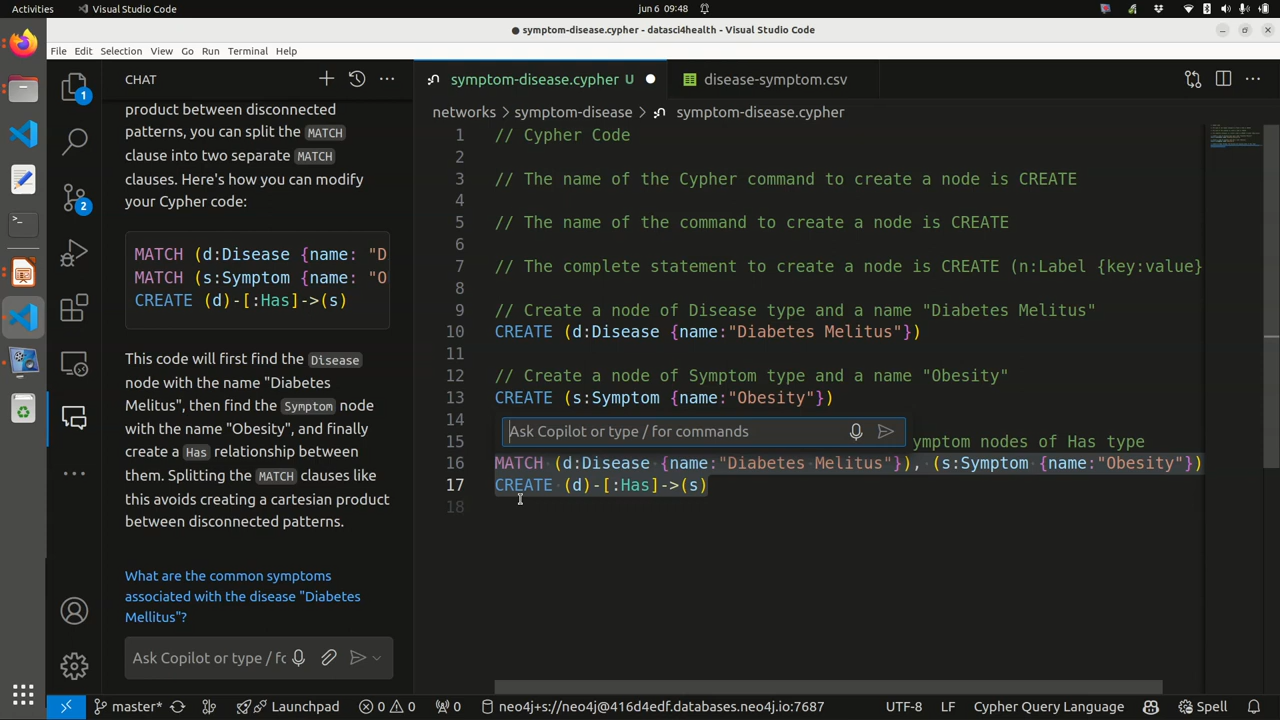 Activities
Visual Studio Code
jun 6 09:48
symptom-disease.cypher - datasci4health - Visual Studio Code
File Edit Selection View Go Run Terminal Help
CHAT
product between disconnected
patterns, you can split the MATCH
clause into two separate MATCH
clauses. Here's how you can modify
your Cypher code:
MATCH (d:Disease {name: "D
MATCH (s:Symptom {name: "O
CREATE (d)-[:Has]->(s)
This code will first find the Disease
node with the name "Diabetes
Melitus", then find the Symptom node
with the name "Obesity", and finally
create a Has relationship between
them. Splitting the MATCH clauses like
this avoids creating a cartesian product
between disconnected patterns.
What are the common symptoms
associated with the disease "Diabetes
Mellitus"?
Ask Copilot or type / fc
1
2
symptom-disease.cypher U
disease-symptom.csv
networks > symptom-disease > symptom-disease.cypher
1 // Cypher Code
2
3 // The name of the Cypher command to create a node is CREATE
4
5 // The name of the command to create a node is CREATE
6
7 // The complete statement to create a node is CREATE (n:Label {key:value}
8
9 // Create a node of Disease type and a name "Diabetes Melitus"
10 CREATE (d:Disease {name:"Diabetes Melitus"})
11
12 // Create a node of Symptom type and a name "Obesity"
13 CREATE (s:Symptom {name:"Obesity"})
14
Ask Copilot or type / for commands
15 ymptom nodes of Has type
16 MATCH (d:Disease {name:"Diabetes Melitus"}), (s:Symptom {name:"Obesity"})
17 CREATE (d)-[:Has]->(s)
18
master* Launchpad 0 0 0 neo4j+s://neo4j@416d4edf.databases.neo4j.io:7687 UTF-8 LF Cypher Query Language Spell